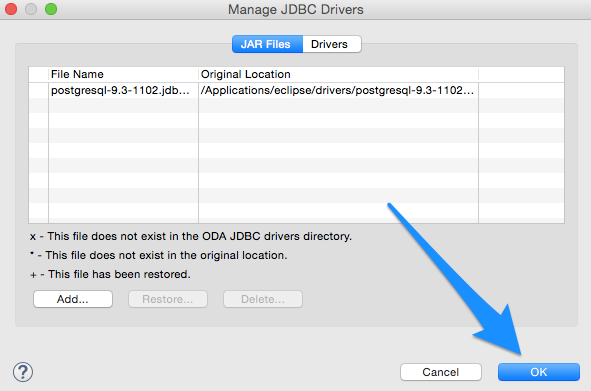 Manage JDBC Drivers
JAR Files Drivers
File Name Original Location
postgresql-9.3-1102.jdb... /Applications/eclipse/drivers/postgresql-9.3-1102...
x - This file does not exist in the ODA JDBC drivers directory.
* - This file does not exist in the original location.
+ - This file has been restored.
Add... Restore... Delete...
? Cancel OK